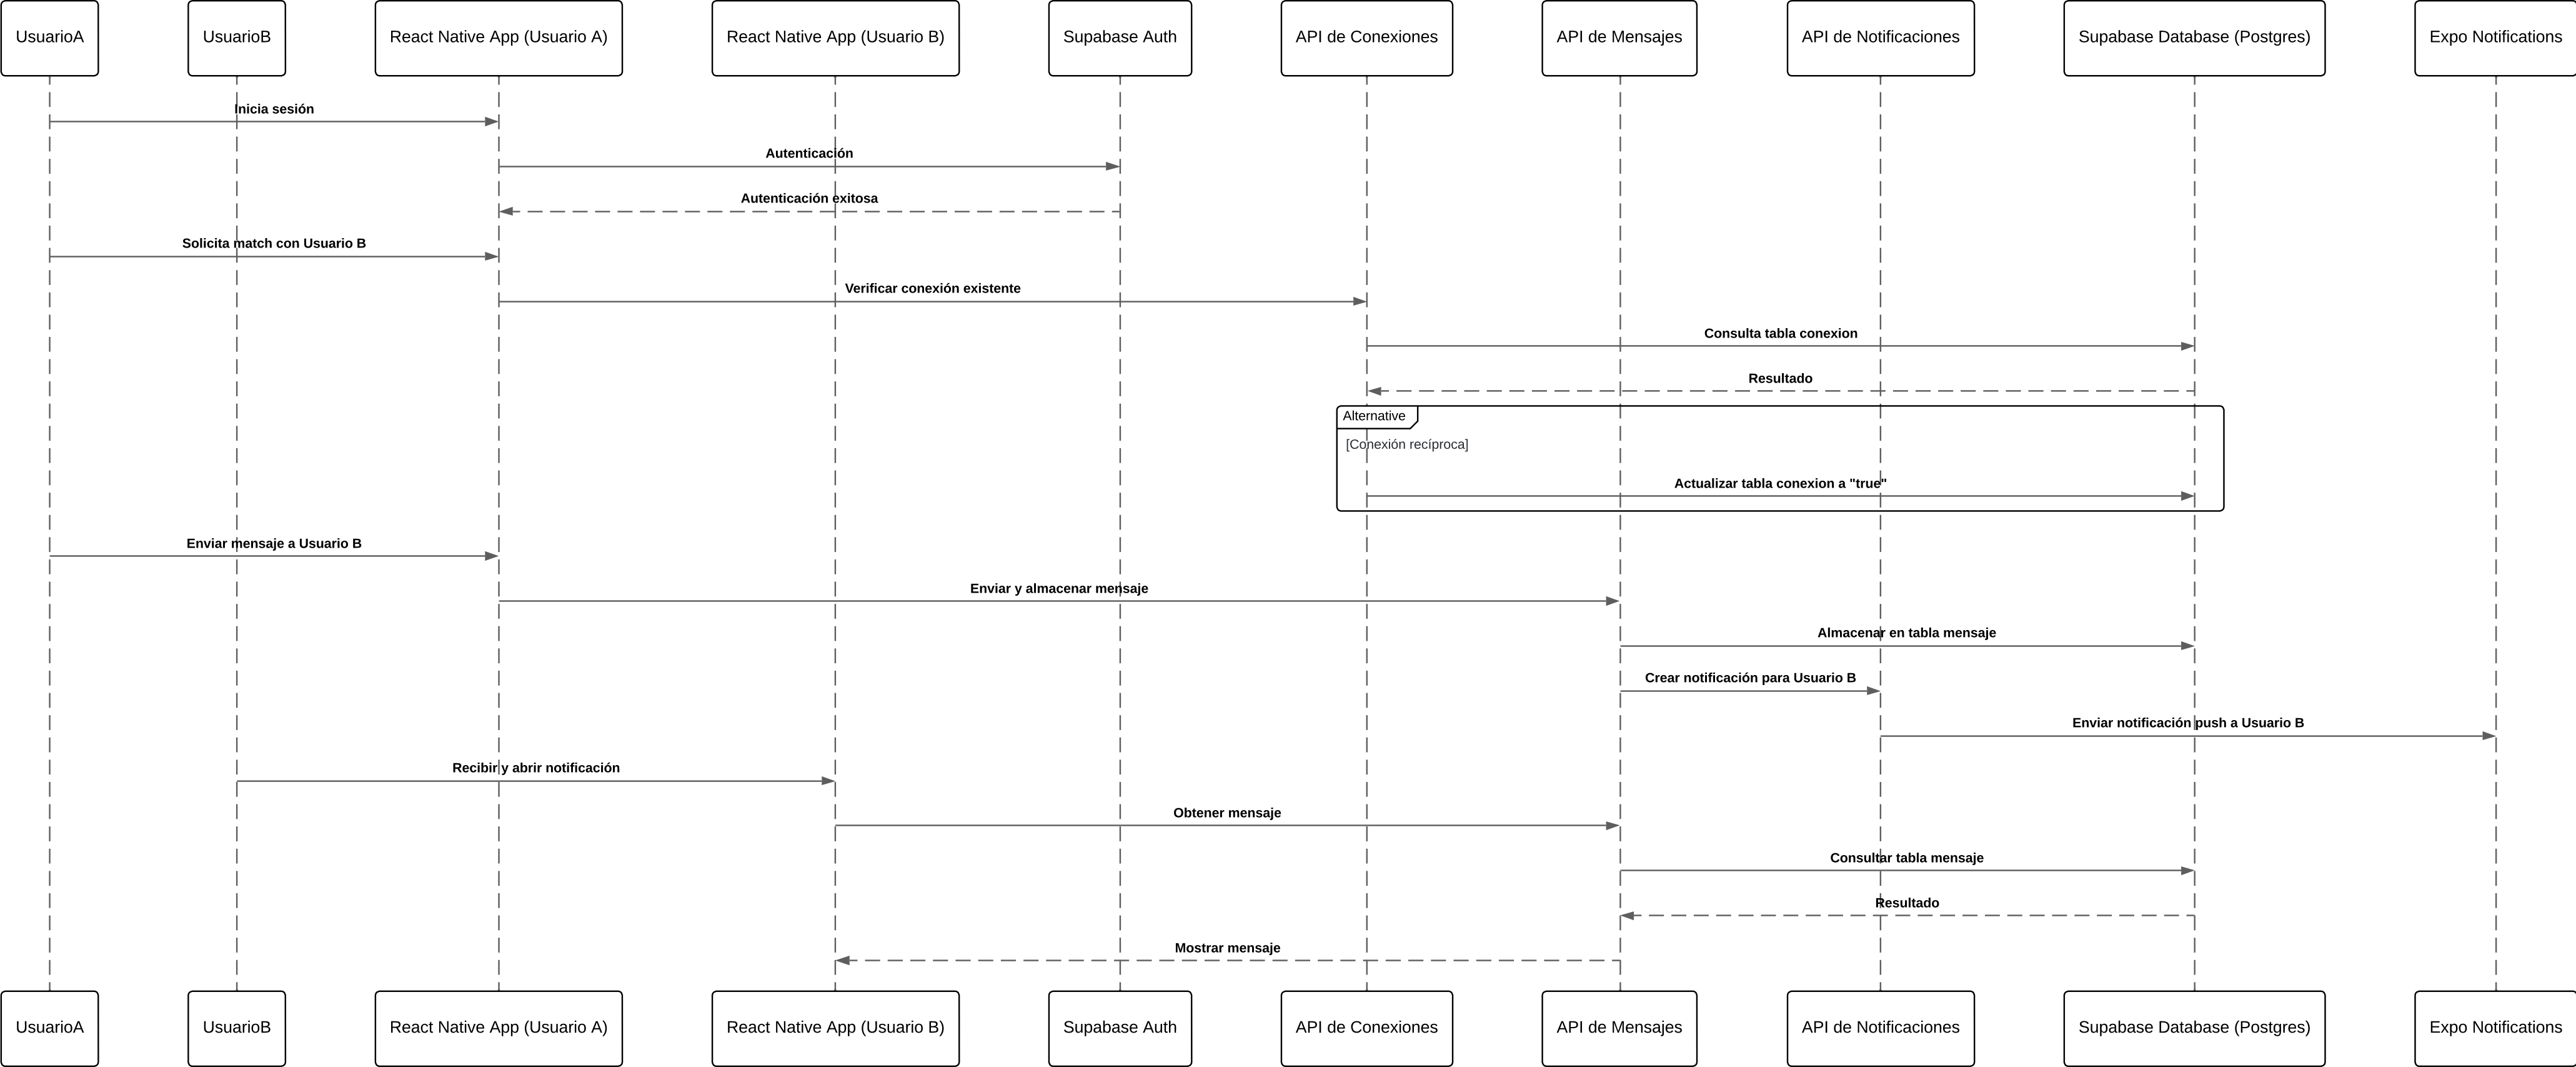 UsuarioA
UsuarioB
React Native App (Usuario A)
React Native App (Usuario B)
Supabase Auth
API de Conexiones
API de Mensajes
API de Notificaciones
Supabase Database (Postgres)
Expo Notifications
Inicia sesión
Autenticación
Autenticación exitosa
Solicita match con Usuario B
Verificar conexión existente
Consulta tabla conexion
Resultado
Alternative
[Conexión recíproca]
Actualizar tabla conexion a "true"
Enviar mensaje a Usuario B
Enviar y almacenar mensaje
Almacenar en tabla mensaje
Crear notificación para Usuario B
Enviar notificación push a Usuario B
Recibir y abrir notificación
Obtener mensaje
Consultar tabla mensaje
Resultado
Mostrar mensaje
UsuarioA
UsuarioB
React Native App (Usuario A)
React Native App (Usuario B)
Supabase Auth
API de Conexiones
API de Mensajes
API de Notificaciones
Supabase Database (Postgres)
Expo Notifications